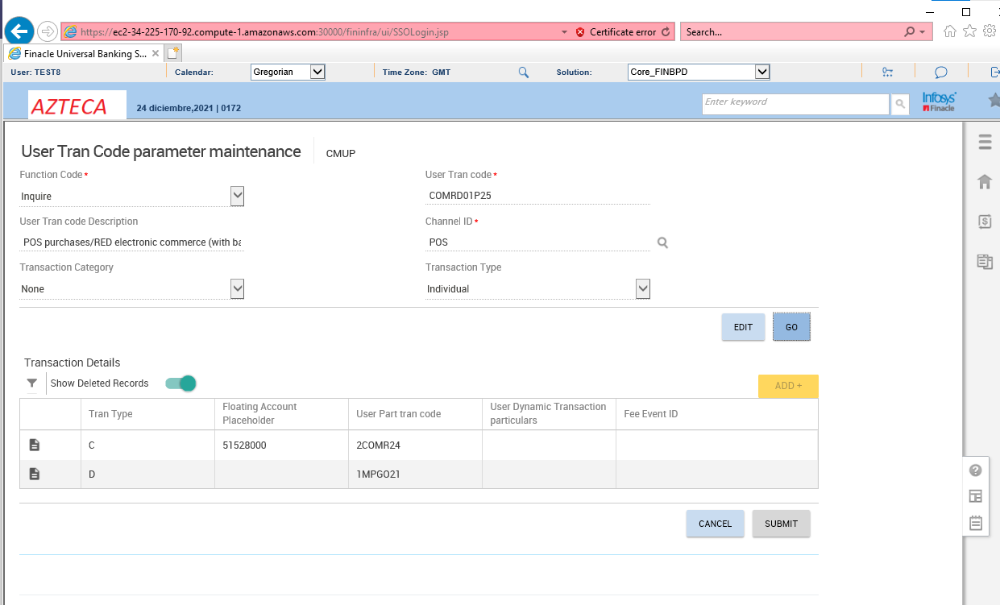 https://ec2-34-225-170-92.compute-1.amazonaws.com:30000/fininfra/ui/SSOLogin.jsp Certificate error Search...
Finacle Universal Banking S...
User: TEST8 Calendar: Gregorian Time Zone: GMT Solution: Core_FINBPD
AZTECA 24 diciembre,2021 | 0172 Enter keyword Infosys Finacle
User Tran Code parameter maintenance CMUP
Function Code * User Tran code *
Inquire COMRD01P25
User Tran code Description Channel ID *
POS purchases/RED electronic commerce (with ba POS
Transaction Category Transaction Type
None Individual
EDIT GO
Transaction Details
Show Deleted Records
ADD +
Tran Type Floating Account Placeholder User Part tran code User Dynamic Transaction particulars Fee Event ID
C 51528000 2COMR24
D 1MPGO21
CANCEL SUBMIT